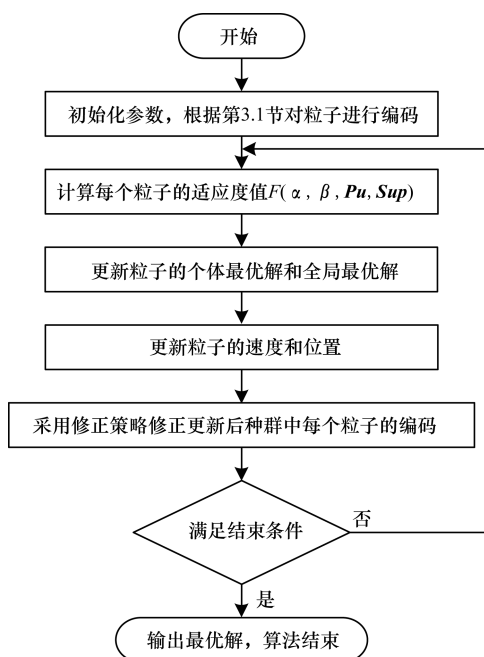 开始
初始化参数，根据第3.1节对粒子进行编码
计算每个粒子的适应度值F(α, β, Pu, Sup)
更新粒子的个体最优解和全局最优解
更新粒子的速度和位置
采用修正策略修正更新后种群中每个粒子的编码
满足结束条件
否
是
输出最优解，算法结束